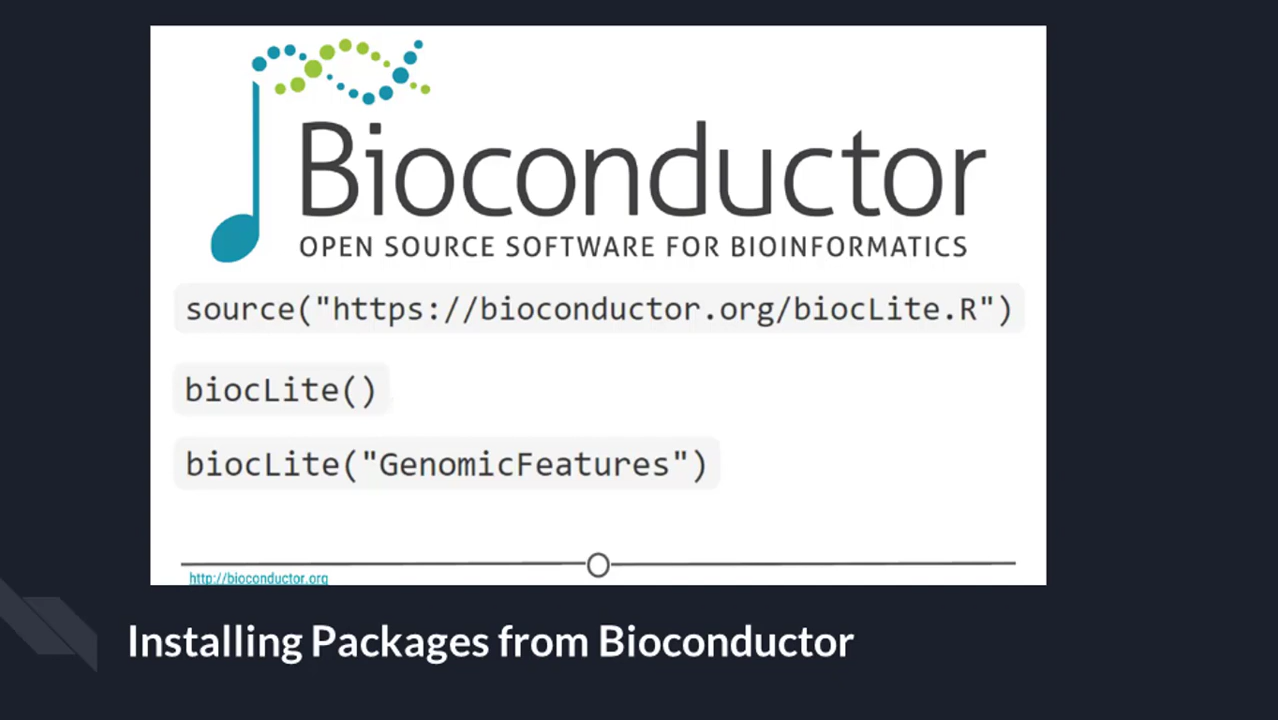 Bioconductor
OPEN SOURCE SOFTWARE FOR BIOINFORMATICS
source("https://bioconductor.org/biocLite.R")
biocLite()
biocLite("GenomicFeatures")
http://bioconductor.org
Installing Packages from Bioconductor